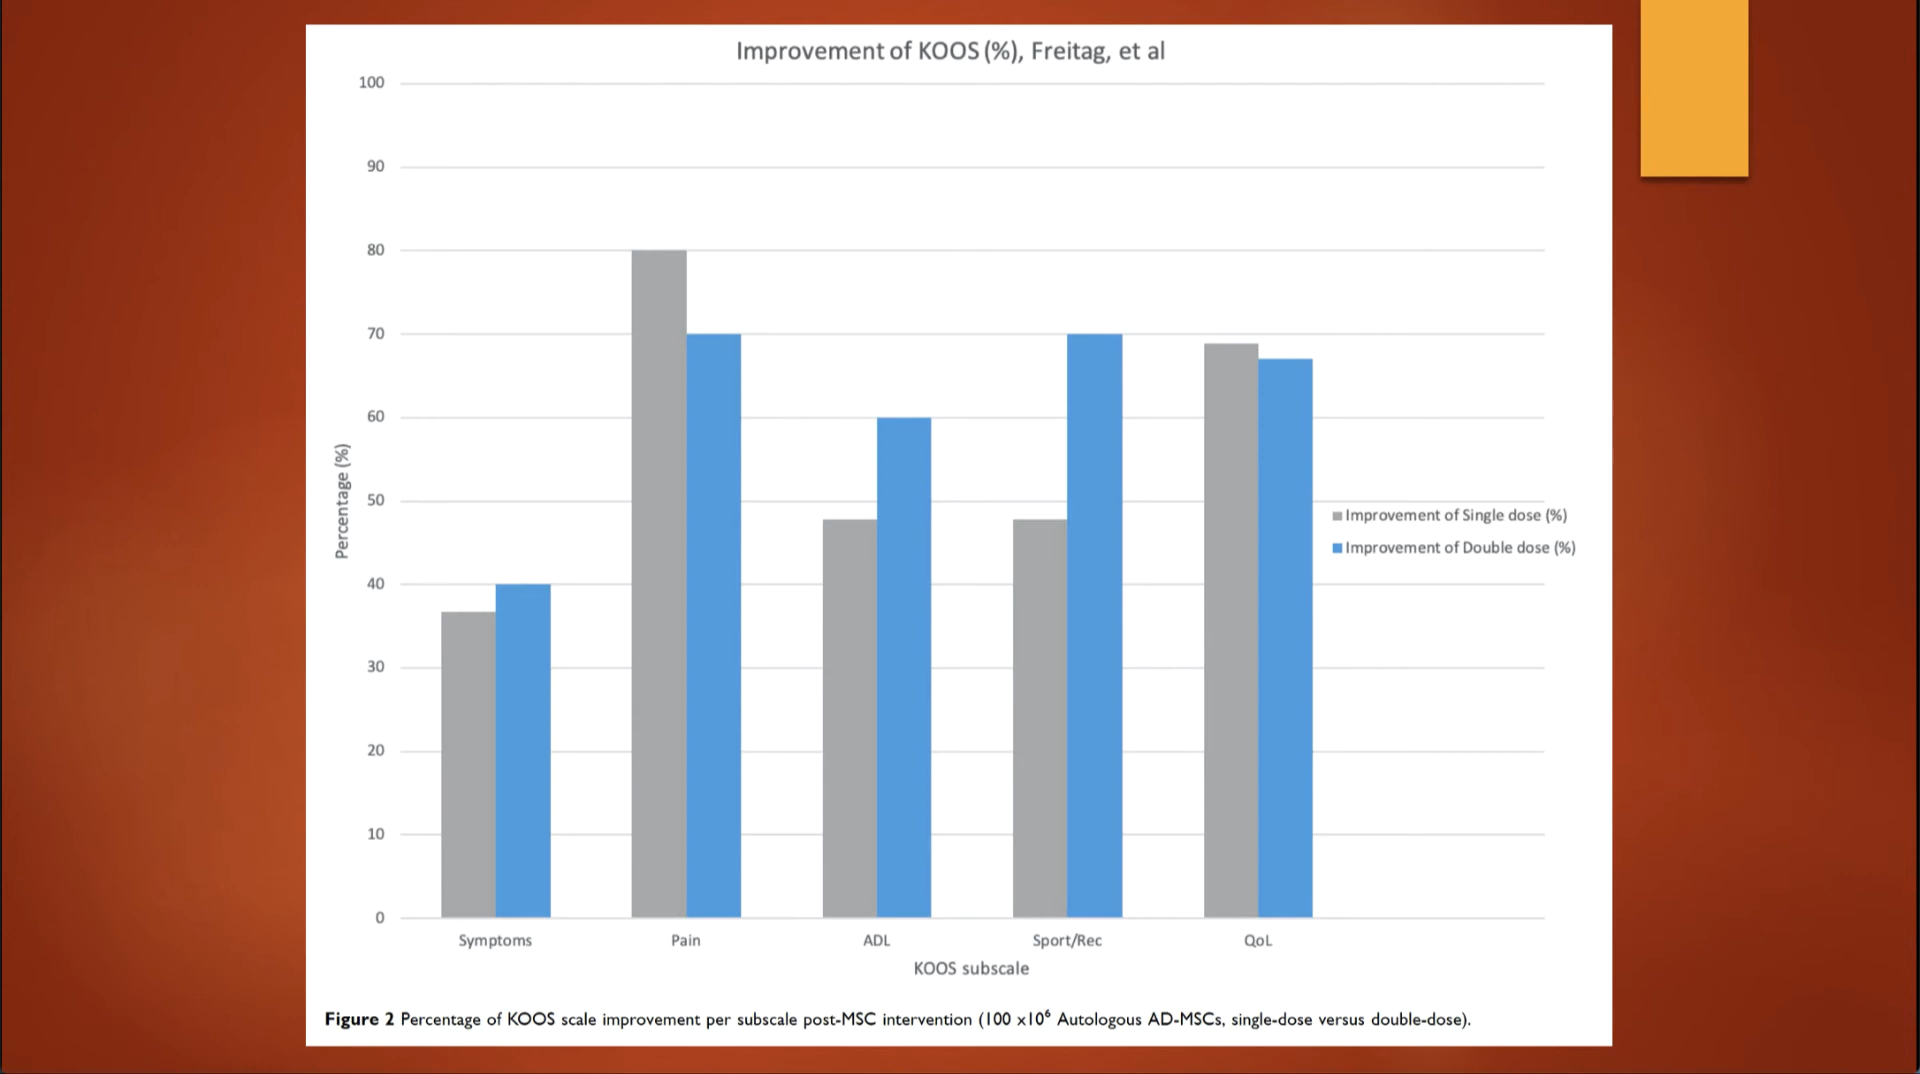 Improvement of KOOS (%), Freitag, et al
100
90
80
70
60
50
40
30
20
10
0
Percentage (%)
Symptoms Pain ADL Sport/Rec QoL
KOOS subscale
Improvement of Single dose (%)
Improvement of Double dose (%)
Figure 2 Percentage of KOOS scale improvement per subscale post-MSC intervention (100 x10⁶ Autologous AD-MSCs, single-dose versus double-dose).